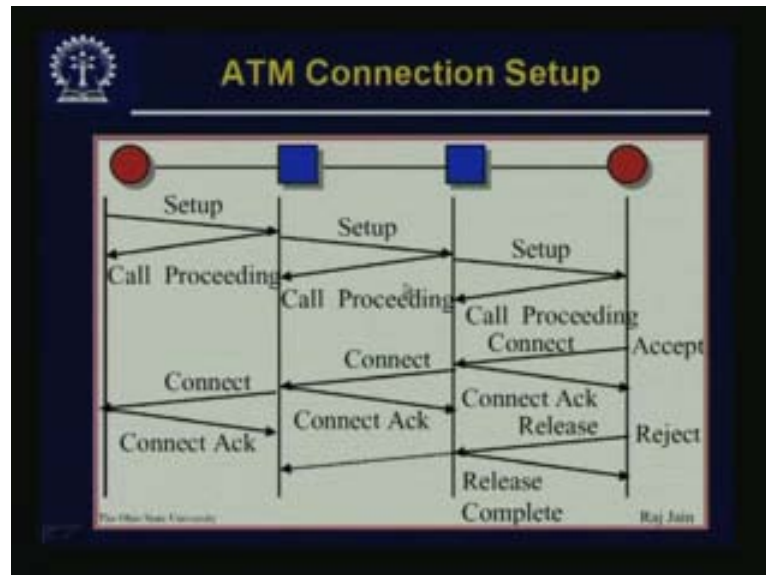 ATM Connection Setup
Setup
Setup
Setup
Call Proceeding
Call Proceeding
Call Proceeding
Connect
Accept
Connect
Connect
Connect Ack
Connect Ack
Connect Ack
Release
Reject
Release
Complete
The Ohio State University
Raj Jain